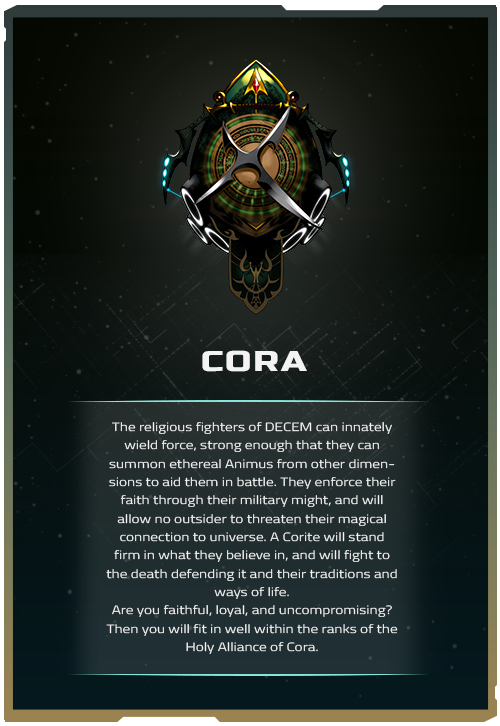 CORA
The religious fighters of DECEM can innately
wield force, strong enough that they can
summon ethereal Animus from other dimen-
sions to aid them in battle. They enforce their
faith through their military might, and will
allow no outsider to threaten their magical
connection to universe. A Corite will stand
firm in what they believe in, and will fight to
the death defending it and their traditions and
ways of life.
Are you faithful, loyal, and uncompromising?
Then you will fit in well within the ranks of the
Holy Alliance of Cora.